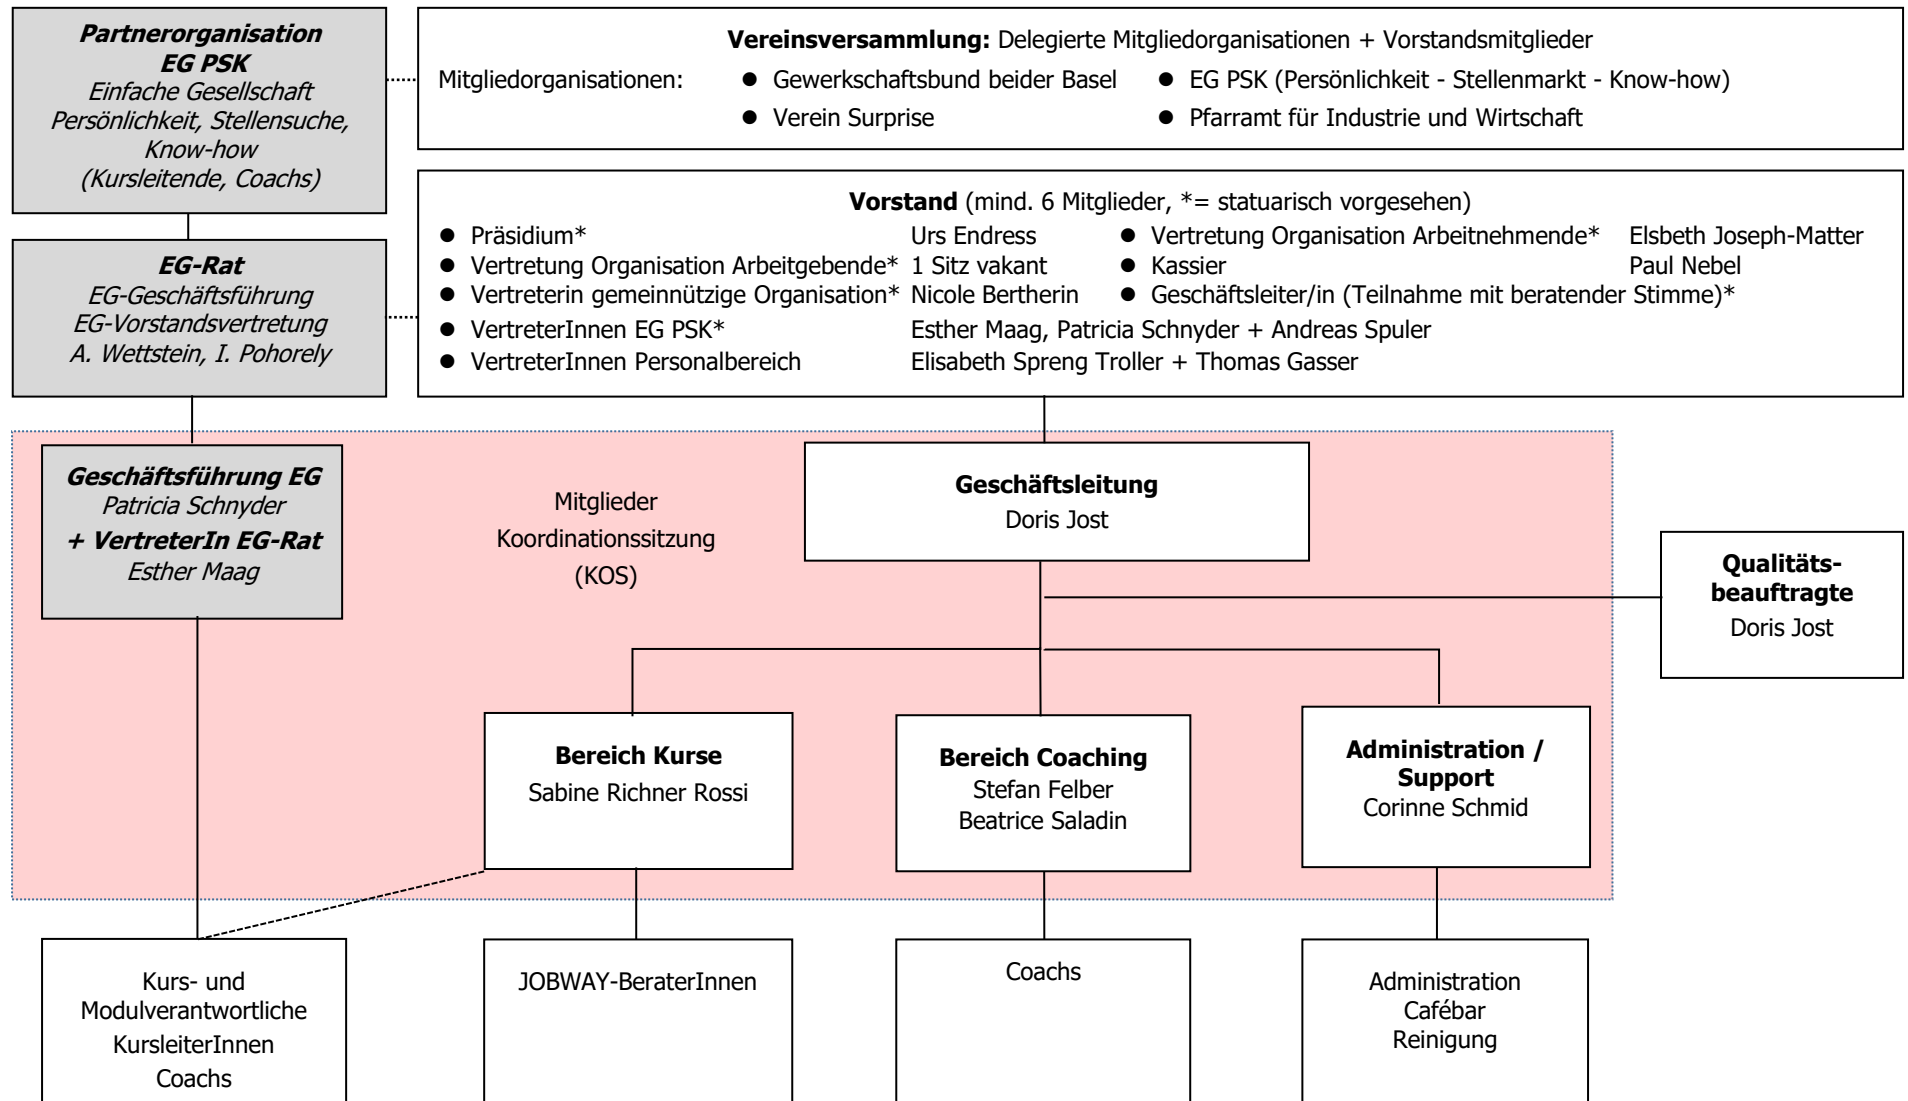 Partnerorganisation
EG PSK
Einfache Gesellschaft
Persönlichkeit, Stellensuche,
Know-how
(Kursleitende, Coachs)
Vereinsversammlung: Delegierte Mitgliedorganisationen + Vorstandsmitglieder
Mitgliedorganisationen: ● Gewerkschaftsbund beider Basel ● EG PSK (Persönlichkeit - Stellenmarkt - Know-how)
● Verein Surprise ● Pfarramt für Industrie und Wirtschaft
EG-Rat
EG-Geschäftsführung
EG-Vorstandsvertretung
A. Wettstein, I. Pohorely
Vorstand (mind. 6 Mitglieder, *= statuarisch vorgesehen)
● Präsidium* Urs Endress ● Vertretung Organisation Arbeitnehmende* Elsbeth Joseph-Matter
● Vertretung Organisation Arbeitgebende* 1 Sitz vakant ● Kassier Paul Nebel
● Vertreterin gemeinnützige Organisation* Nicole Bertherin ● Geschäftsleiter/in (Teilnahme mit beratender Stimme)*
● VertreterInnen EG PSK* Esther Maag, Patricia Schnyder + Andreas Spuler
● VertreterInnen Personalbereich Elisabeth Spreng Troller + Thomas Gasser
Geschäftsführung EG
Patricia Schnyder
+ VertreterIn EG-Rat
Esther Maag
Mitglieder
Koordinationssitzung
(KOS)
Geschäftsleitung
Doris Jost
Qualitäts-
beauftragte
Doris Jost
Bereich Kurse
Sabine Richner Rossi
Bereich Coaching
Stefan Felber
Beatrice Saladin
Administration /
Support
Corinne Schmid
Kurs- und
Modulverantwortliche
KursleiterInnen
Coachs
JOBWAY-BeraterInnen
Coachs
Administration
Cafébar
Reinigung